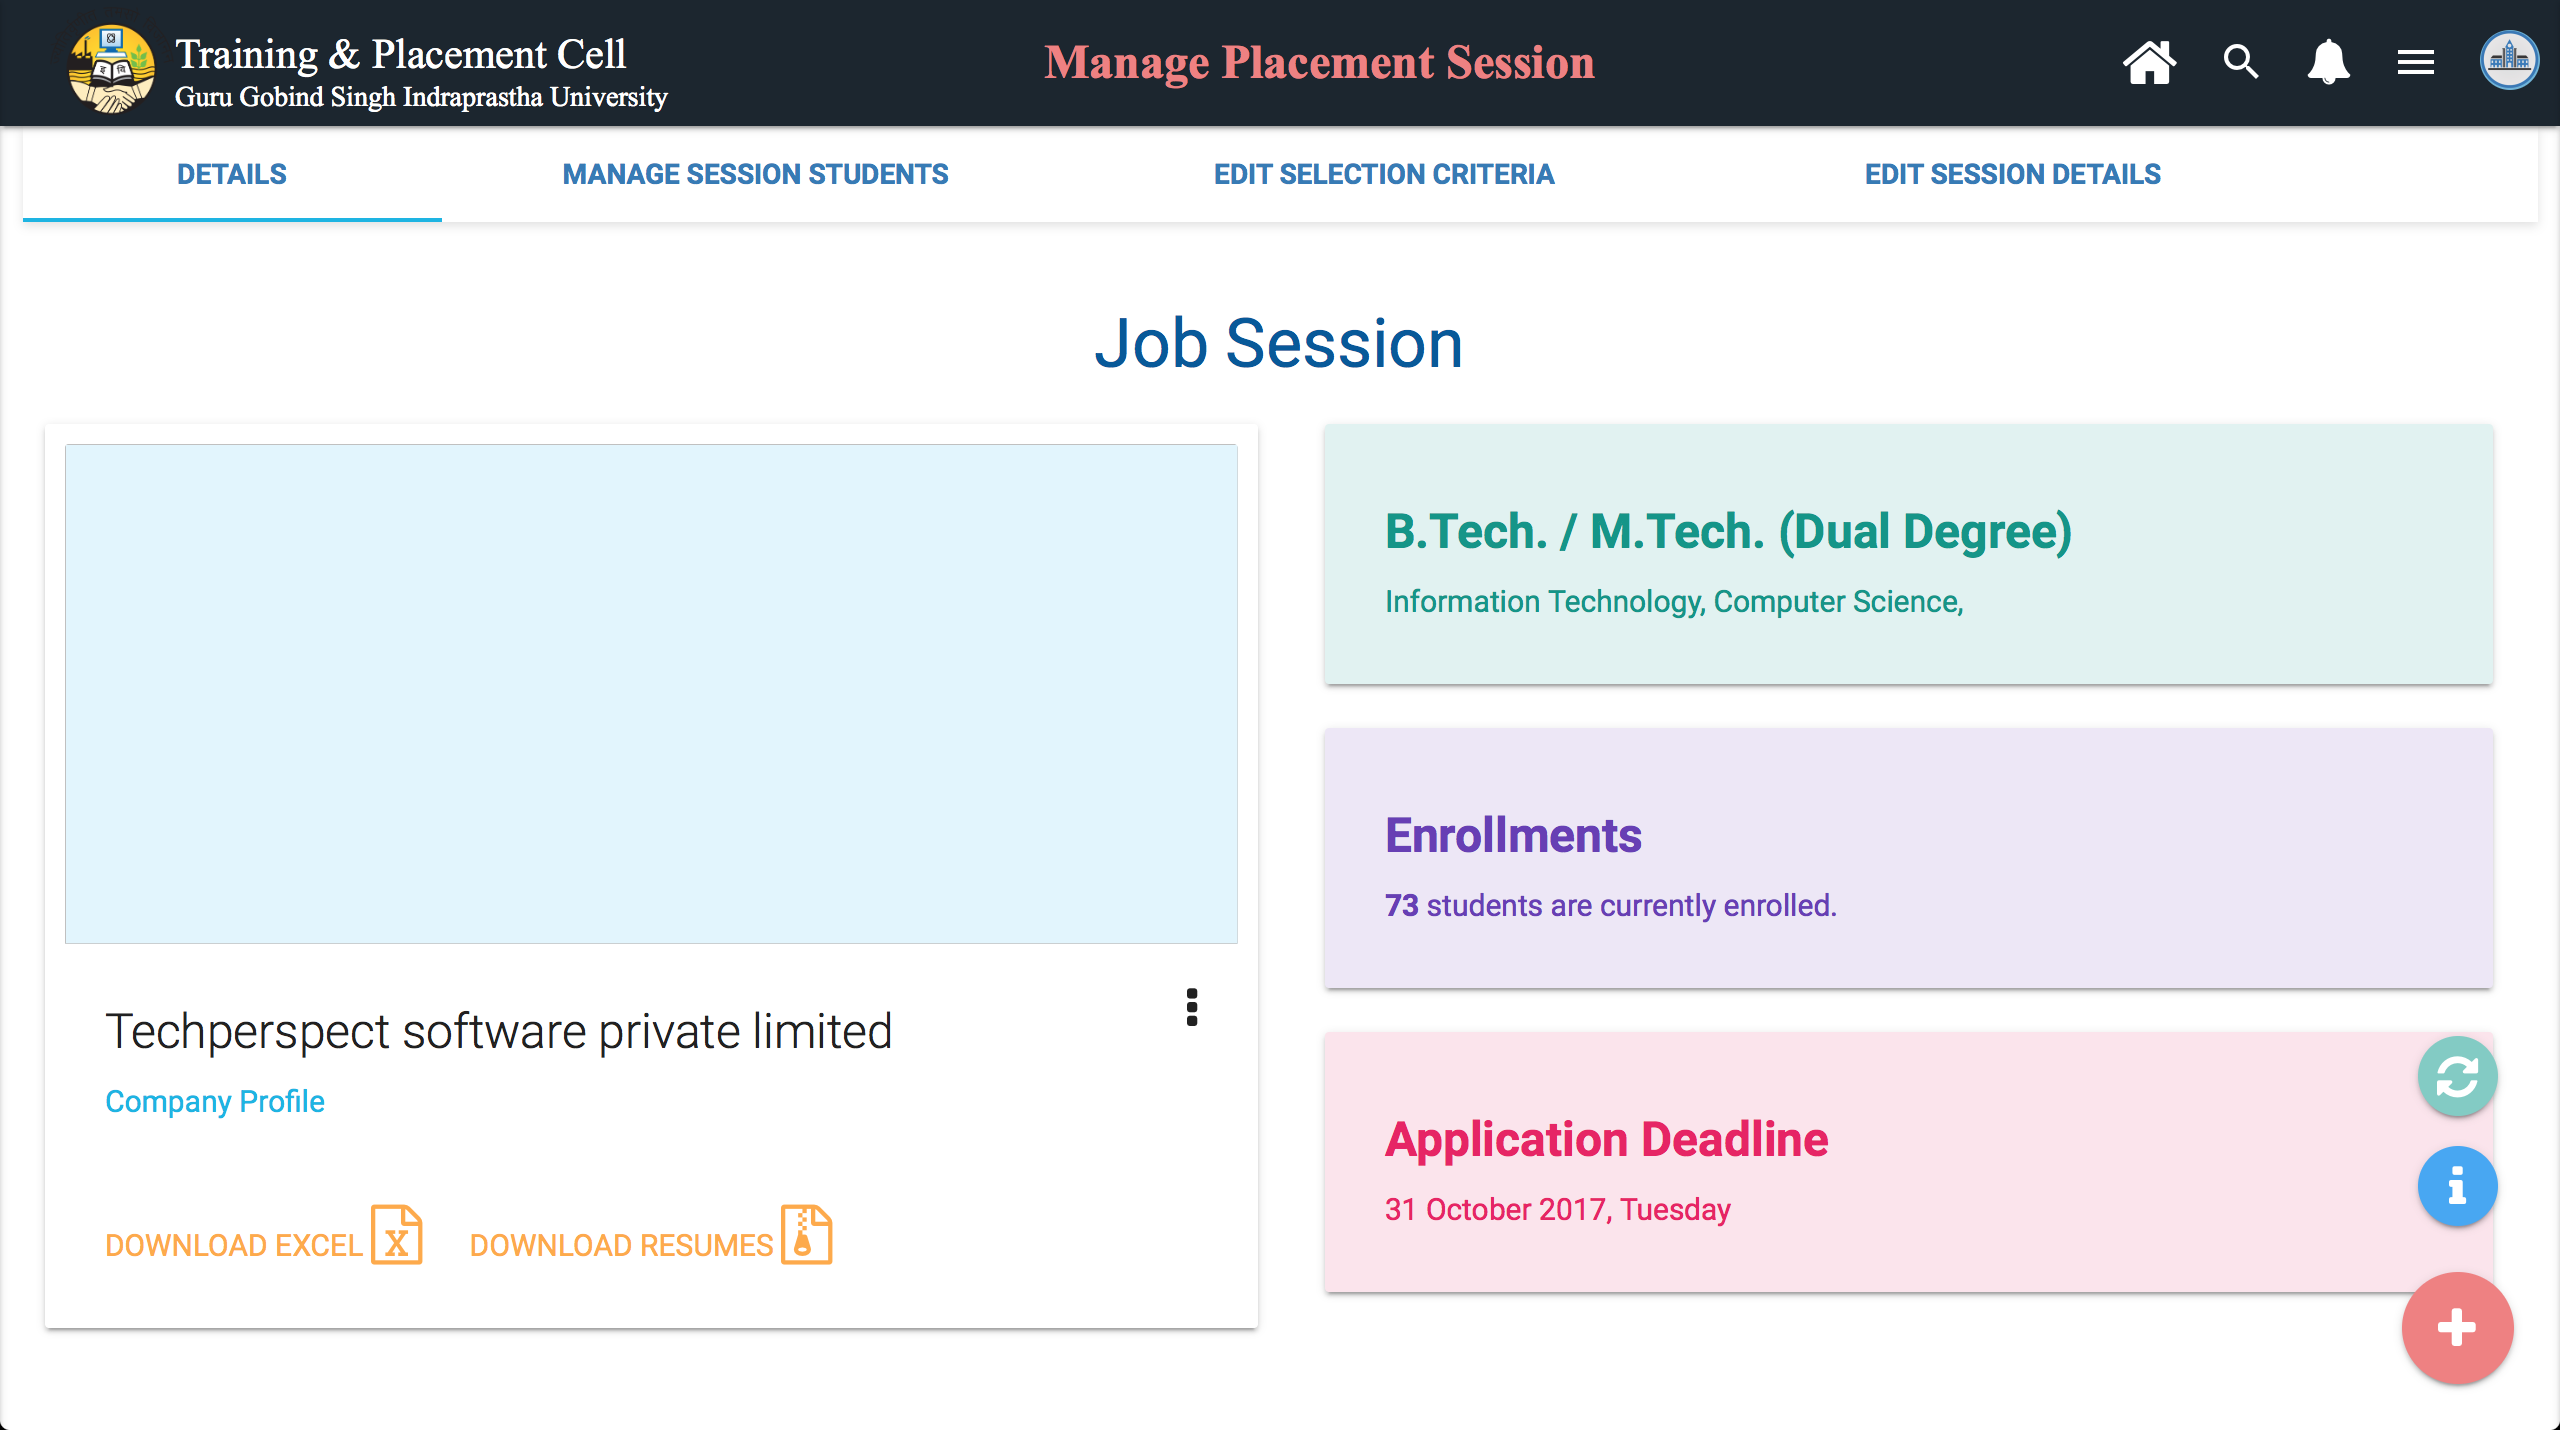 Training & Placement Cell
Guru Gobind Singh Indraprastha University
Manage Placement Session
DETAILS
MANAGE SESSION STUDENTS
EDIT SELECTION CRITERIA
EDIT SESSION DETAILS
Job Session
Techperspect software private limited
Company Profile
DOWNLOAD EXCEL
DOWNLOAD RESUMES
B.Tech. / M.Tech. (Dual Degree)
Information Technology, Computer Science,
Enrollments
73 students are currently enrolled.
Application Deadline
31 October 2017, Tuesday